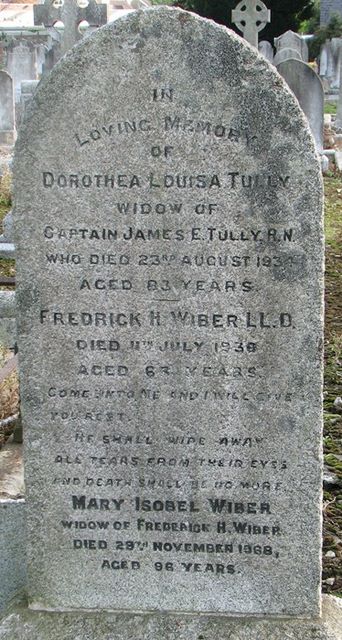 IN
LOVING MEMORY
OF
DOROTHEA LOUISA TULLY
WIDOW OF
CAPTAIN JAMES E. TULLY, R.N.
WHO DIED 23RD AUGUST
AGED 83 YEARS.
FREDRICK H. WIBER LL.D.
DIED 11TH JULY 1938
AGED YEARS
COME UNTO ME AND I WILL GIVE
YOU REST
HE SHALL WIPE AWAY
ALL TEARS FROM THEIR EYES
AND DEATH SHALL BE NO MORE
MARY ISOBEL WIBER
WIDOW OF FREDERICK H. WIBER
DIED 29TH NOVEMBER 1968,
AGED 96 YEARS.